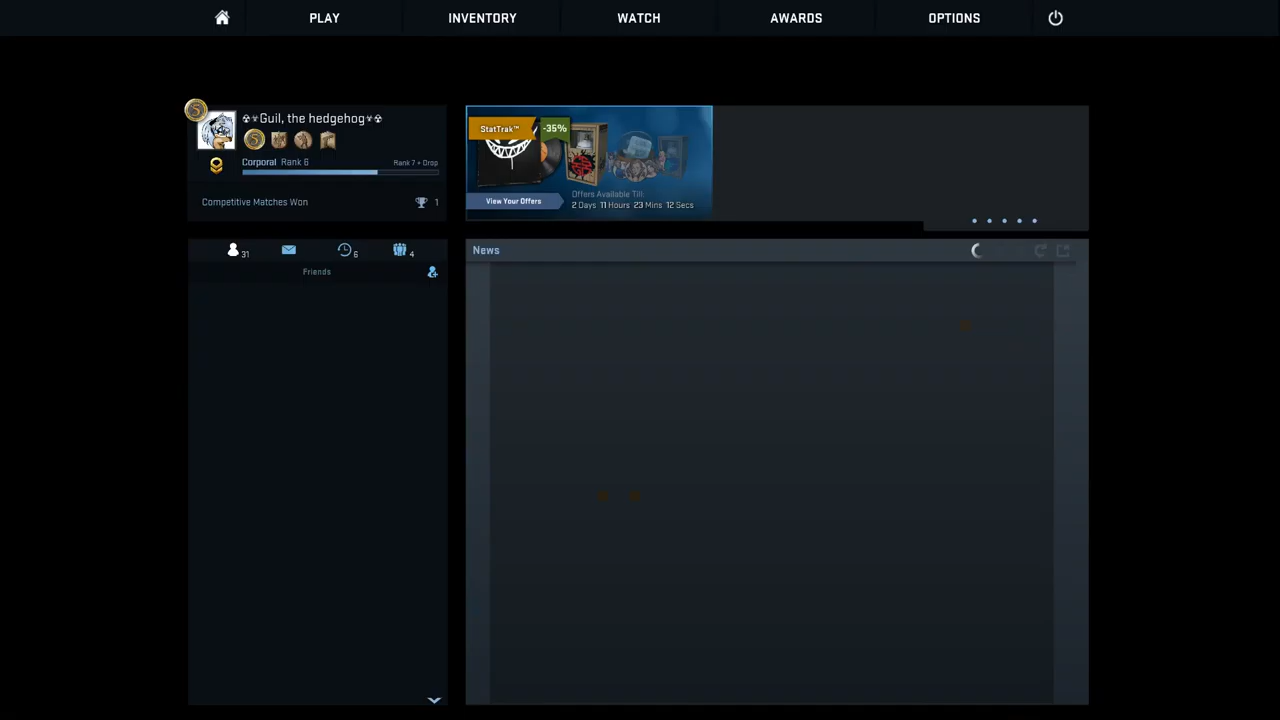 PLAY
INVENTORY
WATCH
AWARDS
OPTIONS
☢☣Guil, the hedgehog☣☢
Corporal Rank 6
Rank 7 + Drop
Competitive Matches Won
1
StatTrak™
-35%
View Your Offers
Offers Available Till:
2 Days 11 Hours 23 Mins 12 Secs
31
6
4
Friends
News